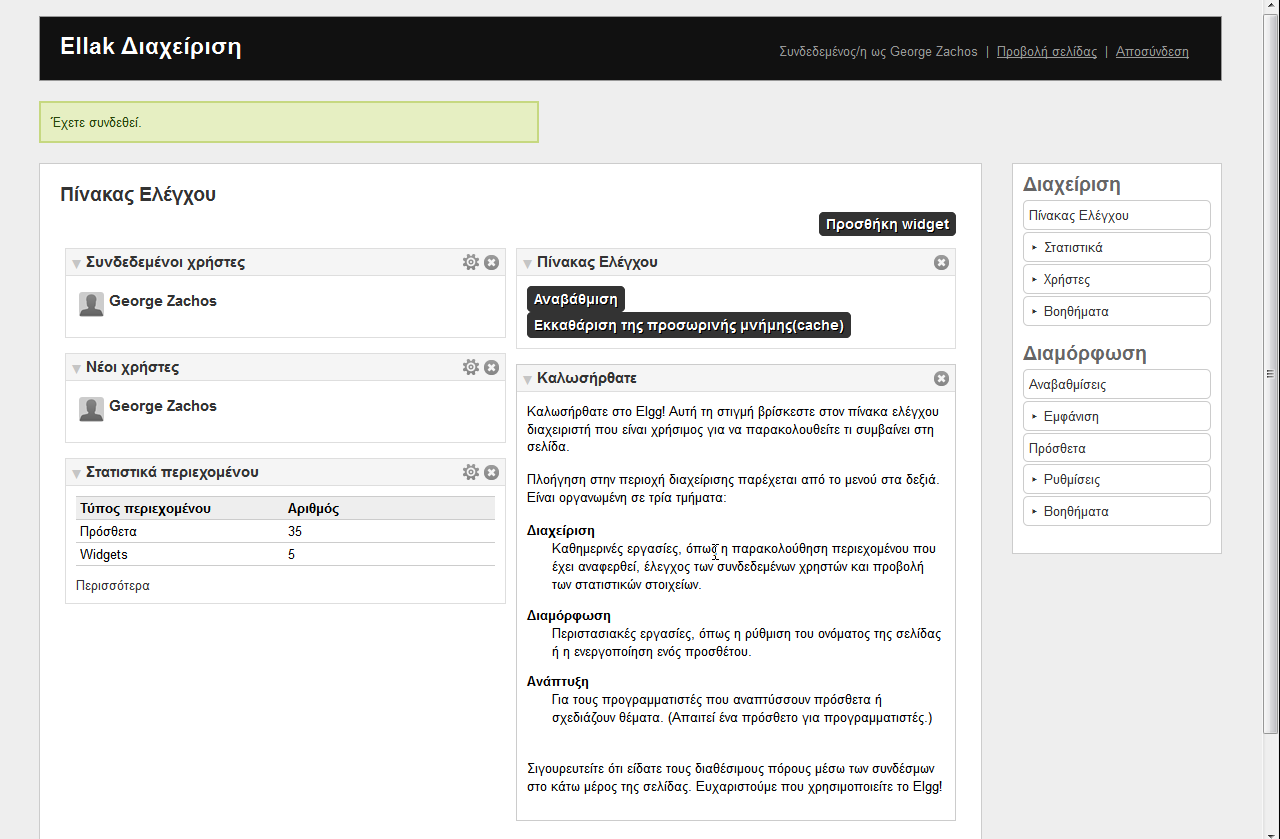 Ellak Διαχείριση
Συνδεδεμένος/η ως George Zachos | Προβολή σελίδας | Αποσύνδεση
Έχετε συνδεθεί.
Πίνακας Ελέγχου
Προσθήκη widget
Συνδεδεμένοι χρήστες
George Zachos
Νέοι χρήστες
George Zachos
Στατιστικά περιεχομένου
Τύπος περιεχομένου Αριθμός
Πρόσθετα 35
Widgets 5
Περισσότερα
Πίνακας Ελέγχου
Αναβάθμιση
Εκκαθάριση της προσωρινής μνήμης(cache)
Καλωσήρθατε
Καλωσήρθατε στο Elgg! Αυτή τη στιγμή βρίσκεστε στον πίνακα ελέγχου
διαχειριστή που είναι χρήσιμος για να παρακολουθείτε τι συμβαίνει στη
σελίδα.
Πλοήγηση στην περιοχή διαχείρισης παρέχεται από το μενού στα δεξιά.
Είναι οργανωμένη σε τρία τμήματα:
Διαχείριση
Καθημερινές εργασίες, όπως η παρακολούθηση περιεχομένου που
έχει αναφερθεί, έλεγχος των συνδεδεμένων χρηστών και προβολή
των στατιστικών στοιχείων.
Διαμόρφωση
Περιστασιακές εργασίες, όπως η ρύθμιση του ονόματος της σελίδας
ή η ενεργοποίηση ενός προσθέτου.
Ανάπτυξη
Για τους προγραμματιστές που αναπτύσσουν πρόσθετα ή
σχεδιάζουν θέματα. (Απαιτεί ένα πρόσθετο για προγραμματιστές.)
Σιγουρευτείτε ότι είδατε τους διαθέσιμους πόρους μέσω των συνδέσμων
στο κάτω μέρος της σελίδας. Ευχαριστούμε που χρησιμοποιείτε το Elgg!
Διαχείριση
Πίνακας Ελέγχου
Στατιστικά
Χρήστες
Βοηθήματα
Διαμόρφωση
Αναβαθμίσεις
Εμφάνιση
Πρόσθετα
Ρυθμίσεις
Βοηθήματα